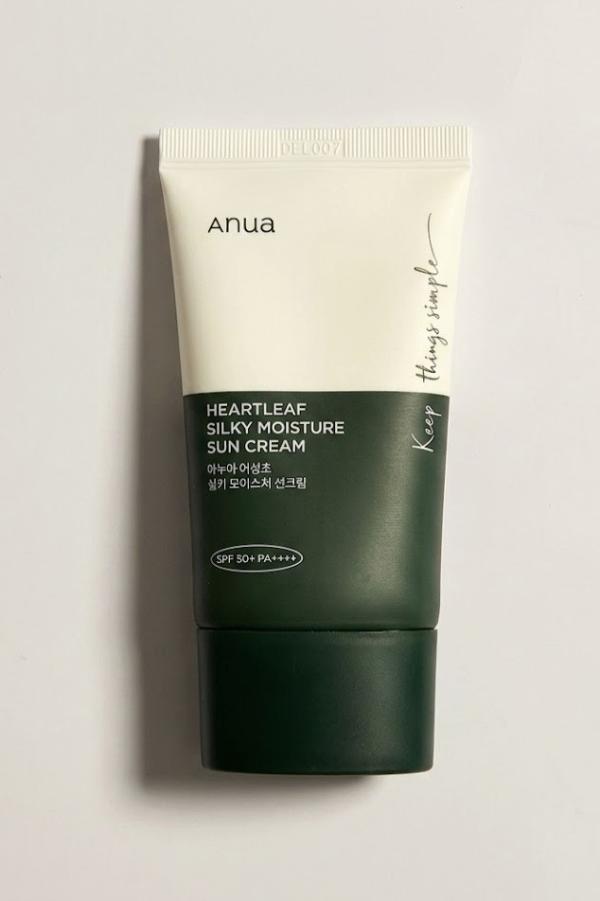 DEL007
Anua
Keep things simple
HEARTLEAF
SILKY MOISTURE
SUN CREAM
아누아 어성초
실키 모이스처 선크림
SPF 50+ PA++++